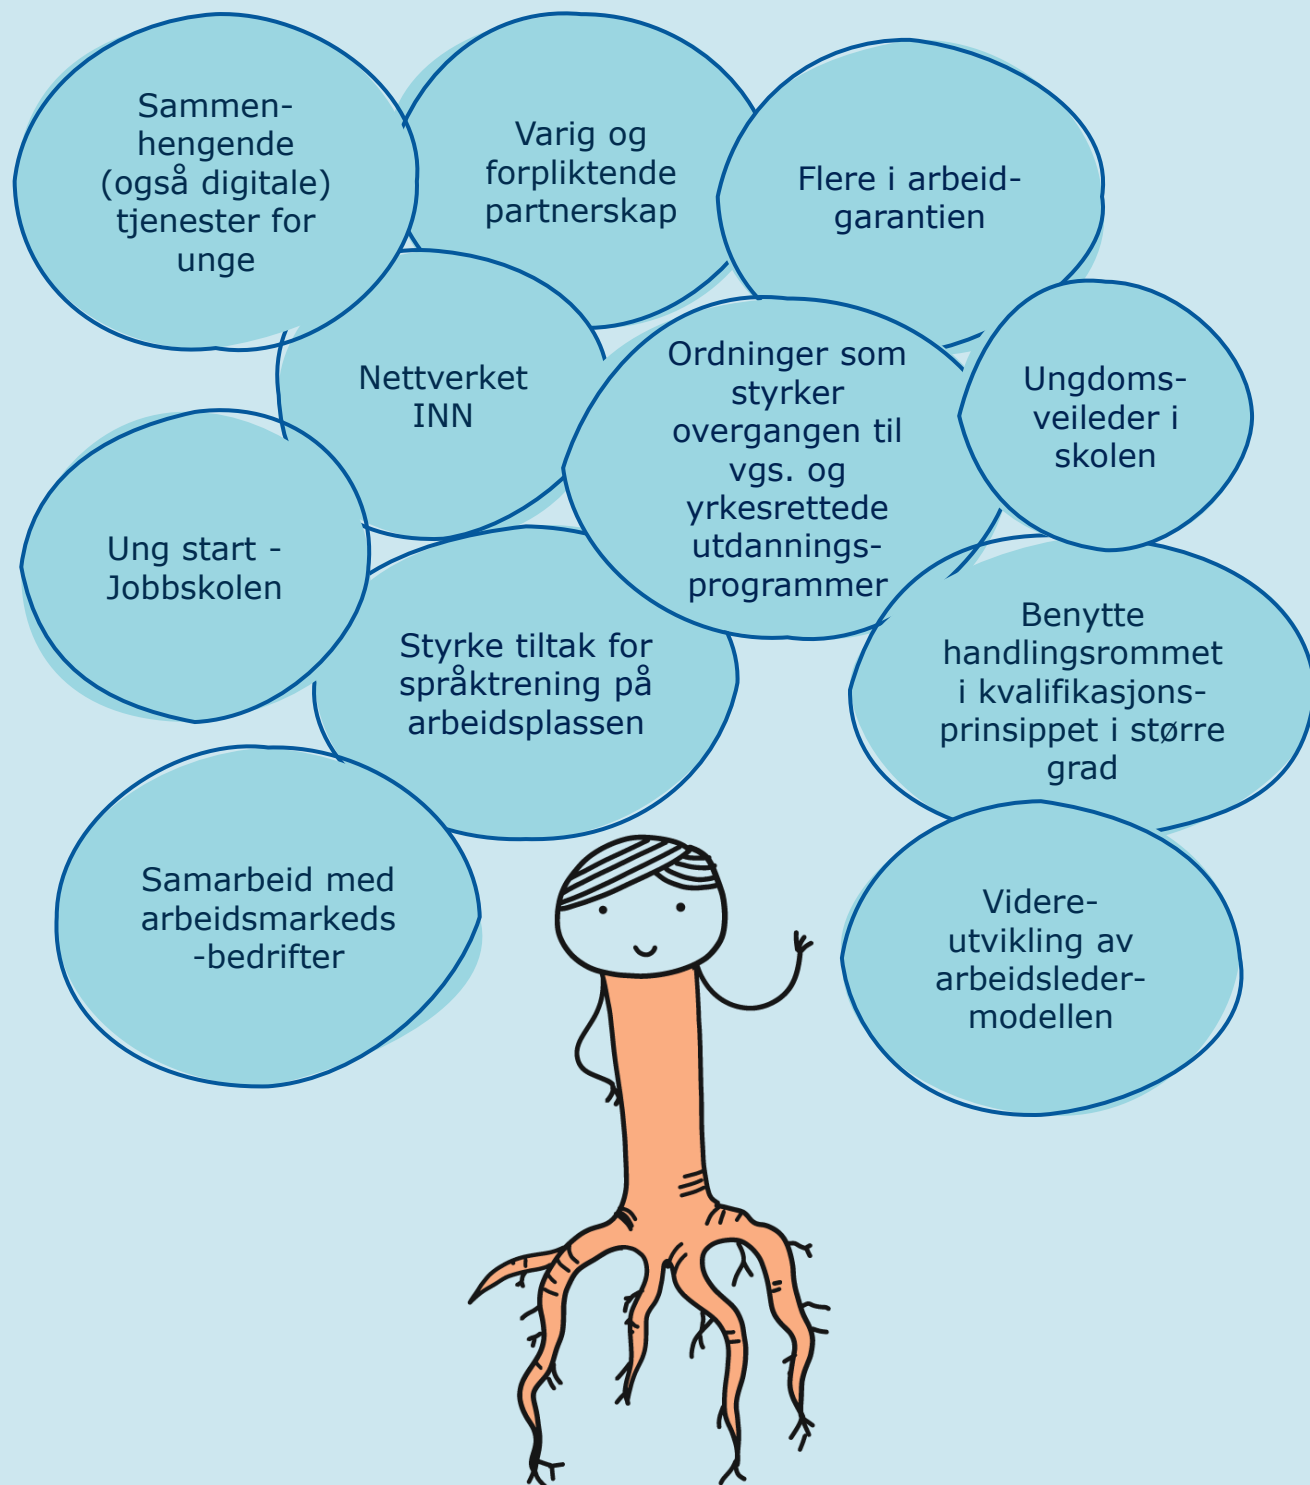 Sammen-
hengende
(også digitale)
tjenester for
unge
Varig og
forpliktende
partnerskap
Flere i arbeid-
garantien
Nettverket
INN
Ordninger som
styrker
overgangen til
vgs. og
yrkesrettede
utdannings-
programmer
Ungdoms-
veileder i
skolen
Ung start -
Jobbskolen
Styrke tiltak for
språktrening på
arbeidsplassen
Benytte
handlingsrommet
i kvalifikasjons-
prinsippet i større
grad
Samarbeid med
arbeidsmarkeds
-bedrifter
Videre-
utvikling av
arbeidsleder-
modellen